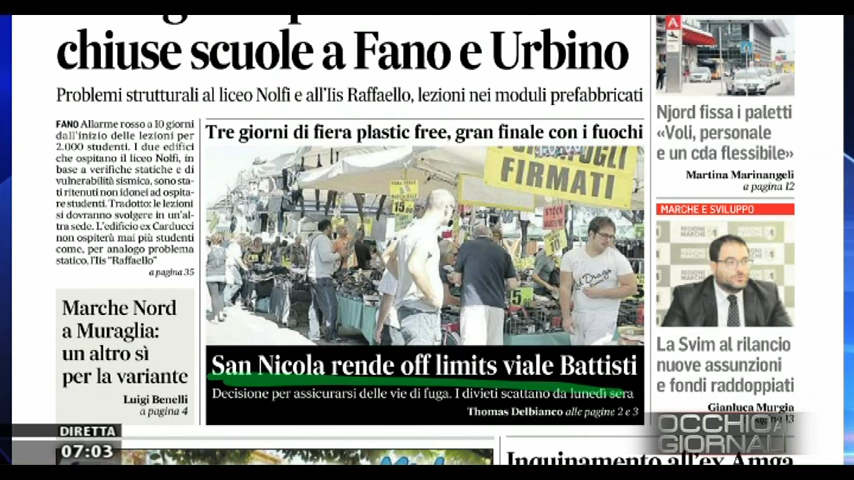 chiuse scuole a Fano e Urbino
Problemi strutturali al liceo Nolfi e all'Iis Raffaello, lezioni nei moduli prefabbricati
FANO Allarme rosso a 10 giorni
dall'inizio delle lezioni per
2.000 studenti. I due edifici
che ospitano il liceo Nolfi, in
base a verifiche statiche e di
vulnerabilità sismica, sono sta-
ti ritenuti non idonei ad ospita-
re studenti. Tradotto: le lezioni
si dovranno svolgere in un'al-
tra sede. L'edificio ex Carducci
non ospiterà mai più studenti
come, per analogo problema
statico, l'Iis "Raffaello"
a pagina 35
Marche Nord
a Muraglia:
un altro sì
per la variante
Luigi Benelli
a pagina 4
Tre giorni di fiera plastic free, gran finale con i fuochi
FIRMATI
San Nicola rende off limits viale Battisti
Decisione per assicurarsi delle vie di fuga. I divieti scattano da lunedì sera
Thomas Delbianco alle pagine 2 e 3
A
Njord fissa i paletti
«Voli, personale
e un cda flessibile»
Martina Marinangeli
a pagina 12
MARCHE E SVILUPPO
REGIONE
MARCHE
La Svim al rilancio
nuove assunzioni
e fondi raddoppiati
Gianluca Murgia
DIRETTA
07:03
OCCHIO AI
GIORNALI
Inquinamento all'ex Amga